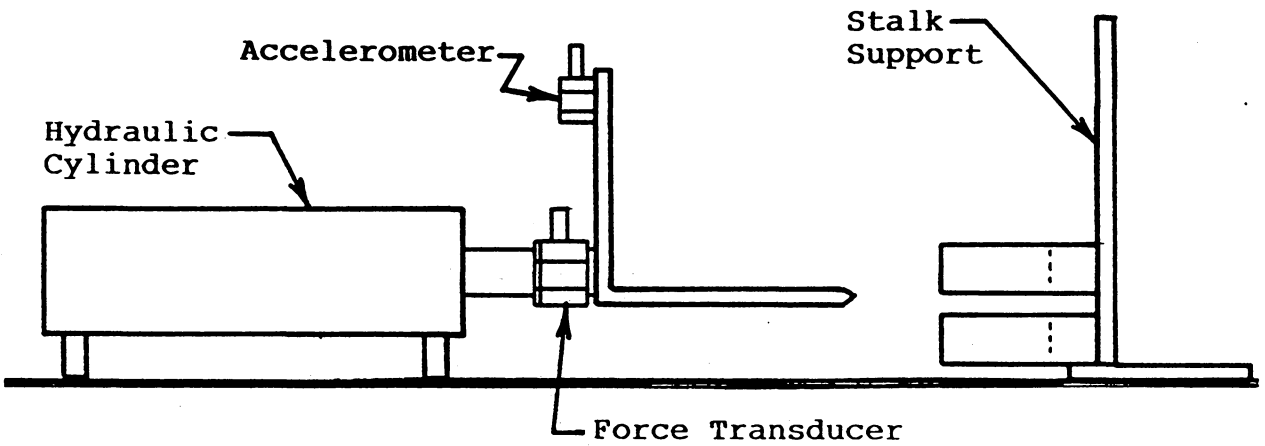 Stalk
Support
Accelerometer
Hydraulic
Cylinder
Force Transducer